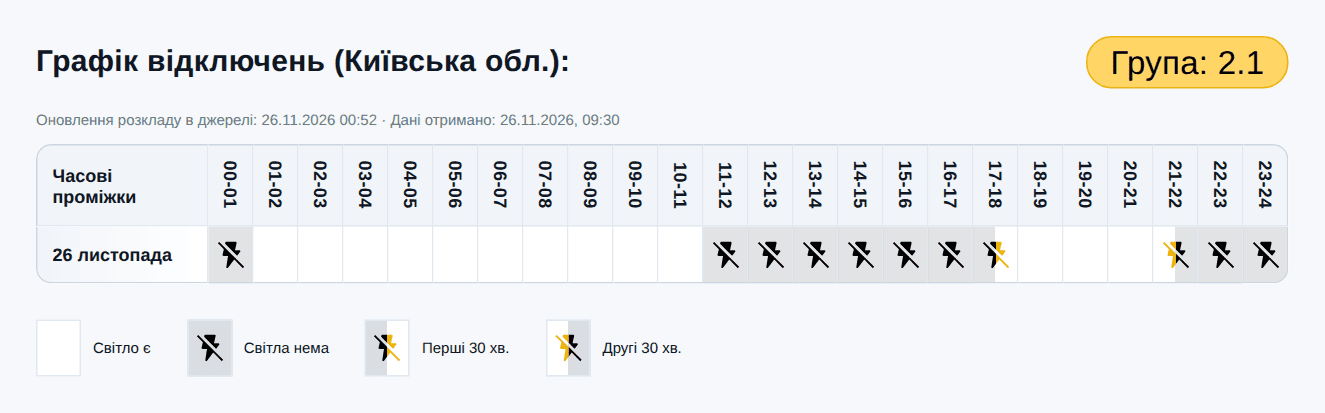 Графік відключень (Київська обл.):
Група: 2.1
Оновлення розкладу в джерелі: 26.11.2026 00:52 · Дані отримано: 26.11.2026, 09:30
Часові
проміжки
00-01
01-02
02-03
03-04
04-05
05-06
06-07
07-08
08-09
09-10
10-11
11-12
12-13
13-14
14-15
15-16
16-17
17-18
18-19
19-20
20-21
21-22
22-23
23-24
26 листопада
Світло є
Світла нема
Перші 30 хв.
Другі 30 хв.